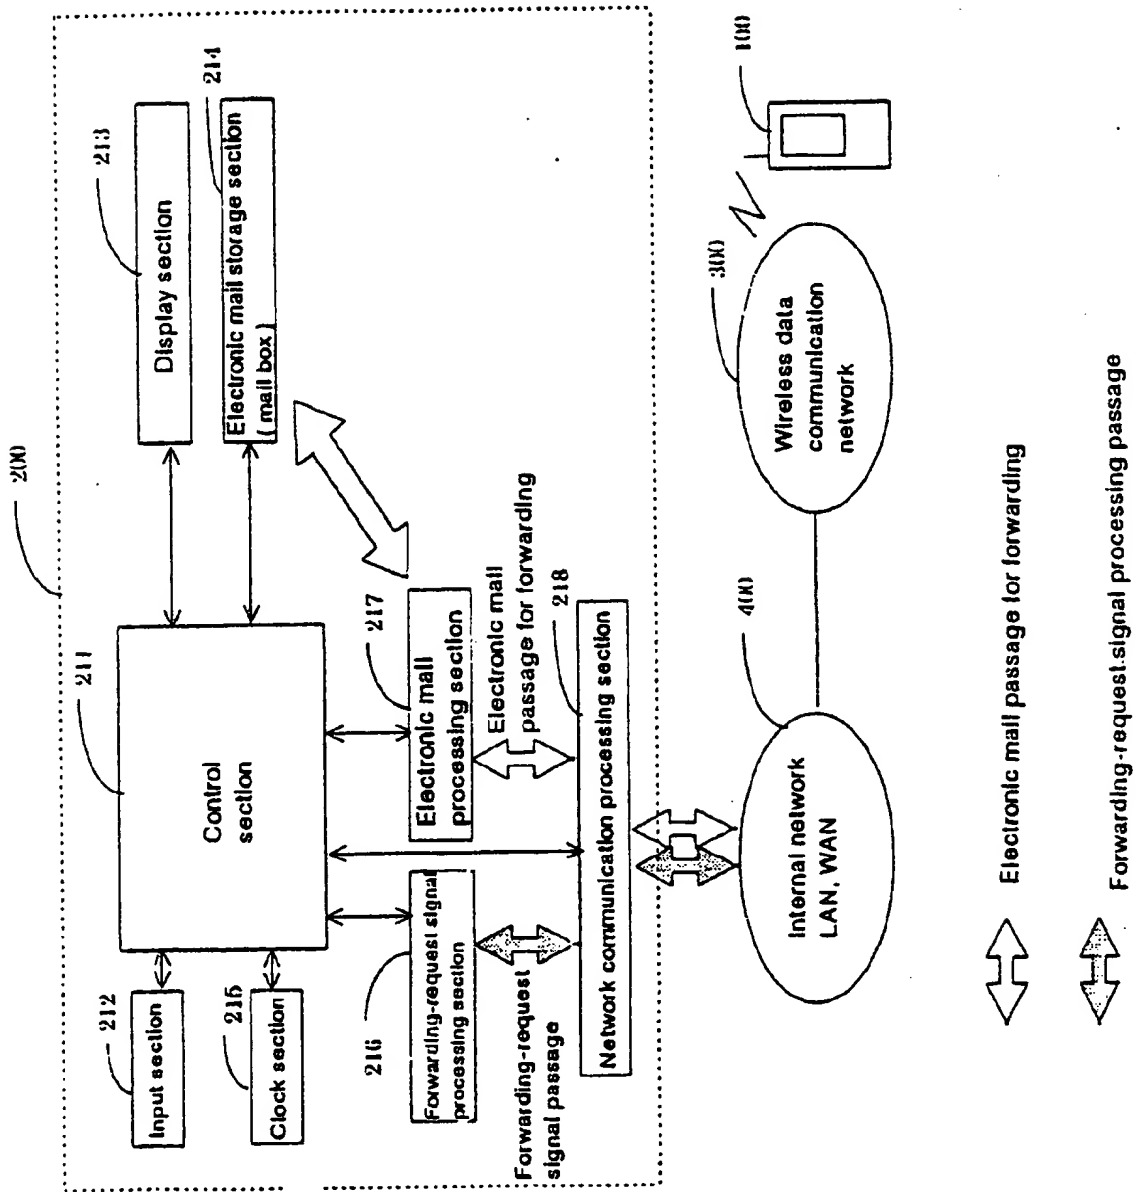 200
211
213
Display section
214
Electronic mail storage section
( mail box )
Control
section
212
Input section
215
Clock section
217
Electronic mail
processing section
Forwarding-request signal
processing section
216
Electronic mail
passage for forwarding
218
Forwarding-request
signal passage
Network communication processing section
400
Internal network
LAN, WAN
300
Wireless data
communication
network
100
Electronic mail passage for forwarding
Forwarding-request signal processing passage